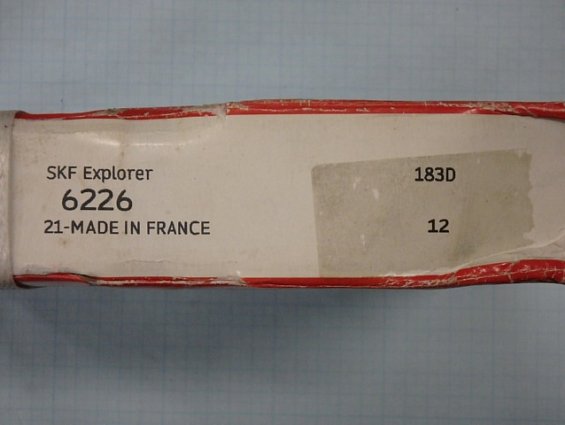 SKF Explorer
6226
21-MADE IN FRANCE
183D
12